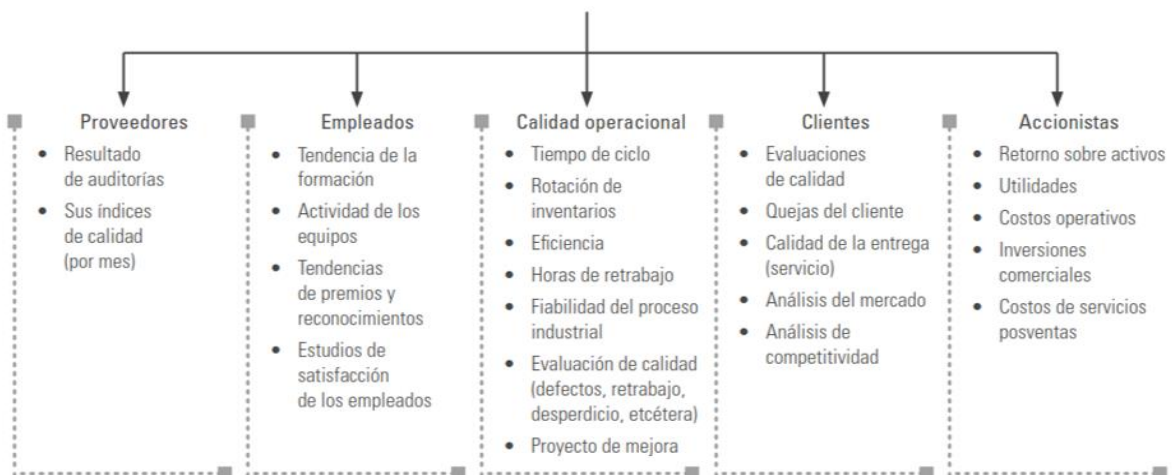 Proveedores
• Resultado
de auditorías
• Sus índices
de calidad
(por mes)
Empleados
• Tendencia de la
formación
• Actividad de los
equipos
• Tendencias
de premios y
reconocimientos
• Estudios de
satisfacción
de los empleados
Calidad operacional
• Tiempo de ciclo
• Rotación de
inventarios
• Eficiencia
• Horas de retrabajo
• Fiabilidad del proceso
industrial
• Evaluación de calidad
(defectos, retrabajo,
desperdicio, etcétera)
• Proyecto de mejora
Clientes
• Evaluaciones
de calidad
• Quejas del cliente
• Calidad de la entrega
(servicio)
• Análisis del mercado
• Análisis de
competitividad
Accionistas
• Retorno sobre activos
• Utilidades
• Costos operativos
• Inversiones
comerciales
• Costos de servicios
posventas